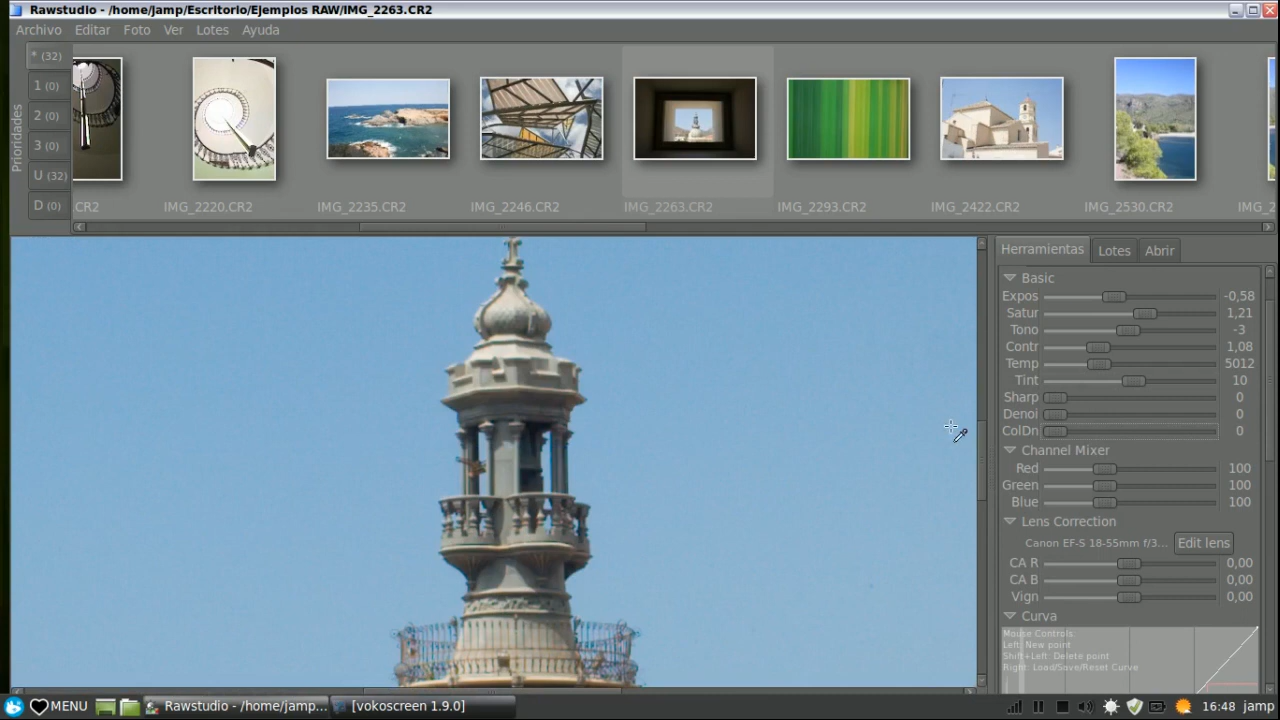 Rawstudio - /home/jamp/Escritorio/Ejemplos RAW/IMG_2263.CR2
Archivo Editar Foto Ver Lotes Ayuda
Prioridades
* (32)
1 (0)
2 (0)
3 (0)
U (32)
D (0)
.CR2 IMG_2220.CR2 IMG_2235.CR2 IMG_2246.CR2 IMG_2263.CR2 IMG_2293.CR2 IMG_2422.CR2 IMG_2530.CR2 IMG_2
Herramientas Lotes Abrir
Basic
Expos -0,58
Satur 1,21
Tono -3
Contr 1,08
Temp 5012
Tint 10
Sharp 0
Denoi 0
ColDn 0
Channel Mixer
Red 100
Green 100
Blue 100
Lens Correction
Canon EF-S 18-55mm f/3... Edit lens
CA R 0,00
CA B 0,00
Vign 0,00
Curva
Mouse Controls:
Left: New point
Shift+Left: Delete point
Right: Load/Save/Reset Curve
MENU Rawstudio - /home/jamp... [vokoscreen 1.9.0] 16:48 jamp